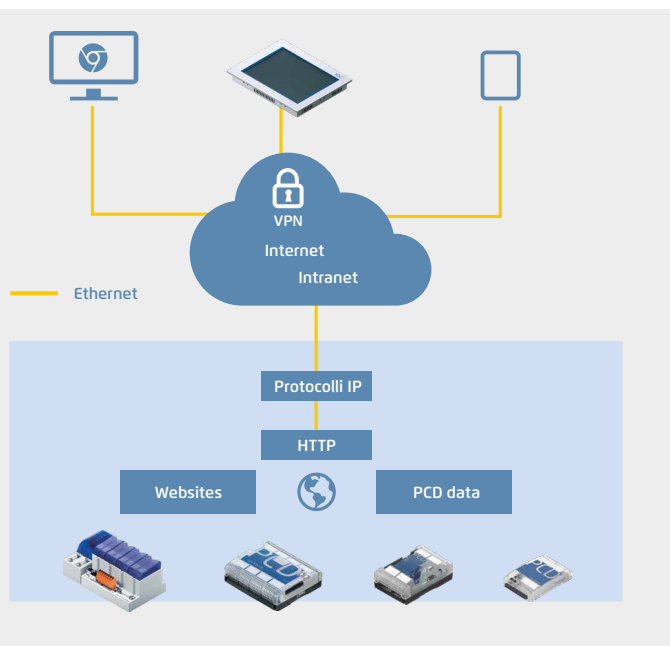 VPN
Internet
Intranet
Ethernet
Protocolli IP
HTTP
Websites
PCD data
PCD
PCD